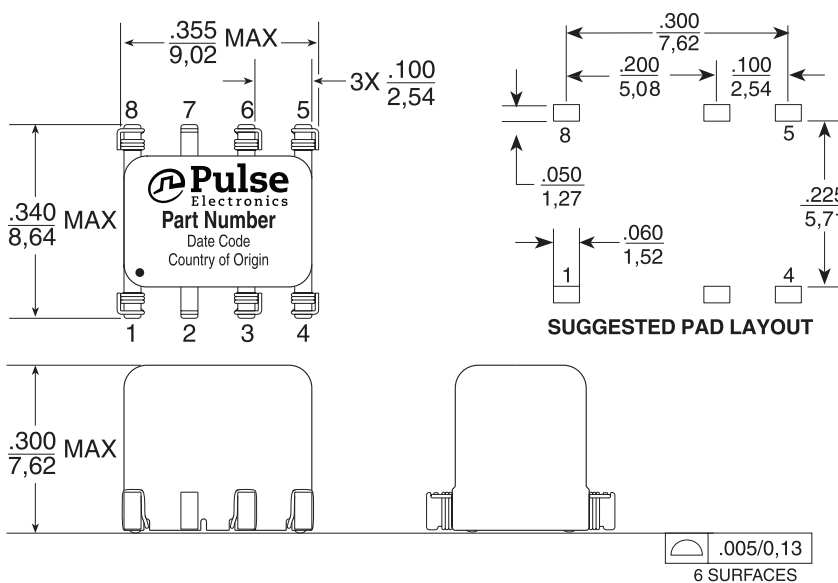 .355
9,02 MAX
3X .100
2,54
8 7 6 5
.340
8,64 MAX
Pulse
Electronics
Part Number
Date Code
Country of Origin
1 2 3 4
.300
7,62
.200
5,08
.100
2,54
8 5
.050
1,27
.225
5,71
.060
1,52
1 4
SUGGESTED PAD LAYOUT
.300
7,62 MAX
.005/0,13
6 SURFACES